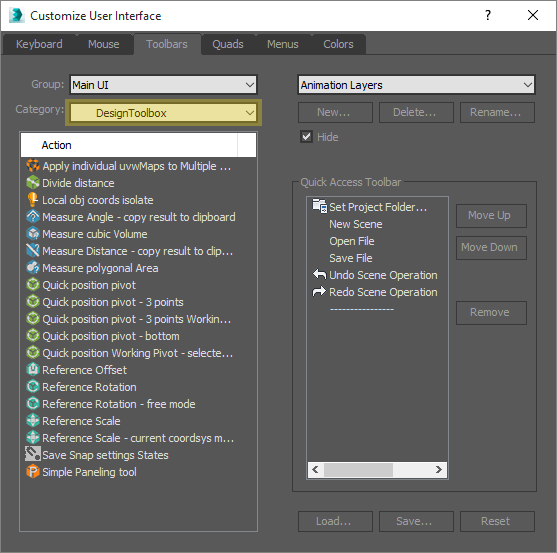 Customize User Interface
?
Keyboard Mouse Toolbars Quads Menus Colors
Group: Main UI
Category: DesignToolbox
Action
Apply individual uvwMaps to Multiple ...
Divide distance
Local obj coords isolate
Measure Angle - copy result to clipboard
Measure cubic Volume
Measure Distance - copy result to clip...
Measure polygonal Area
Quick position pivot
Quick position pivot - 3 points
Quick position pivot - 3 points Workin...
Quick position pivot - bottom
Quick position Working Pivot - selecte...
Reference Offset
Reference Rotation
Reference Rotation - free mode
Reference Scale
Reference Scale - current coordsys m...
Save Snap settings States
Simple Paneling tool
Animation Layers
New... Delete... Rename...
Hide
Quick Access Toolbar
Set Project Folder...
New Scene
Open File
Save File
Undo Scene Operation
Redo Scene Operation
----------------
Move Up
Move Down
Remove
Load... Save... Reset